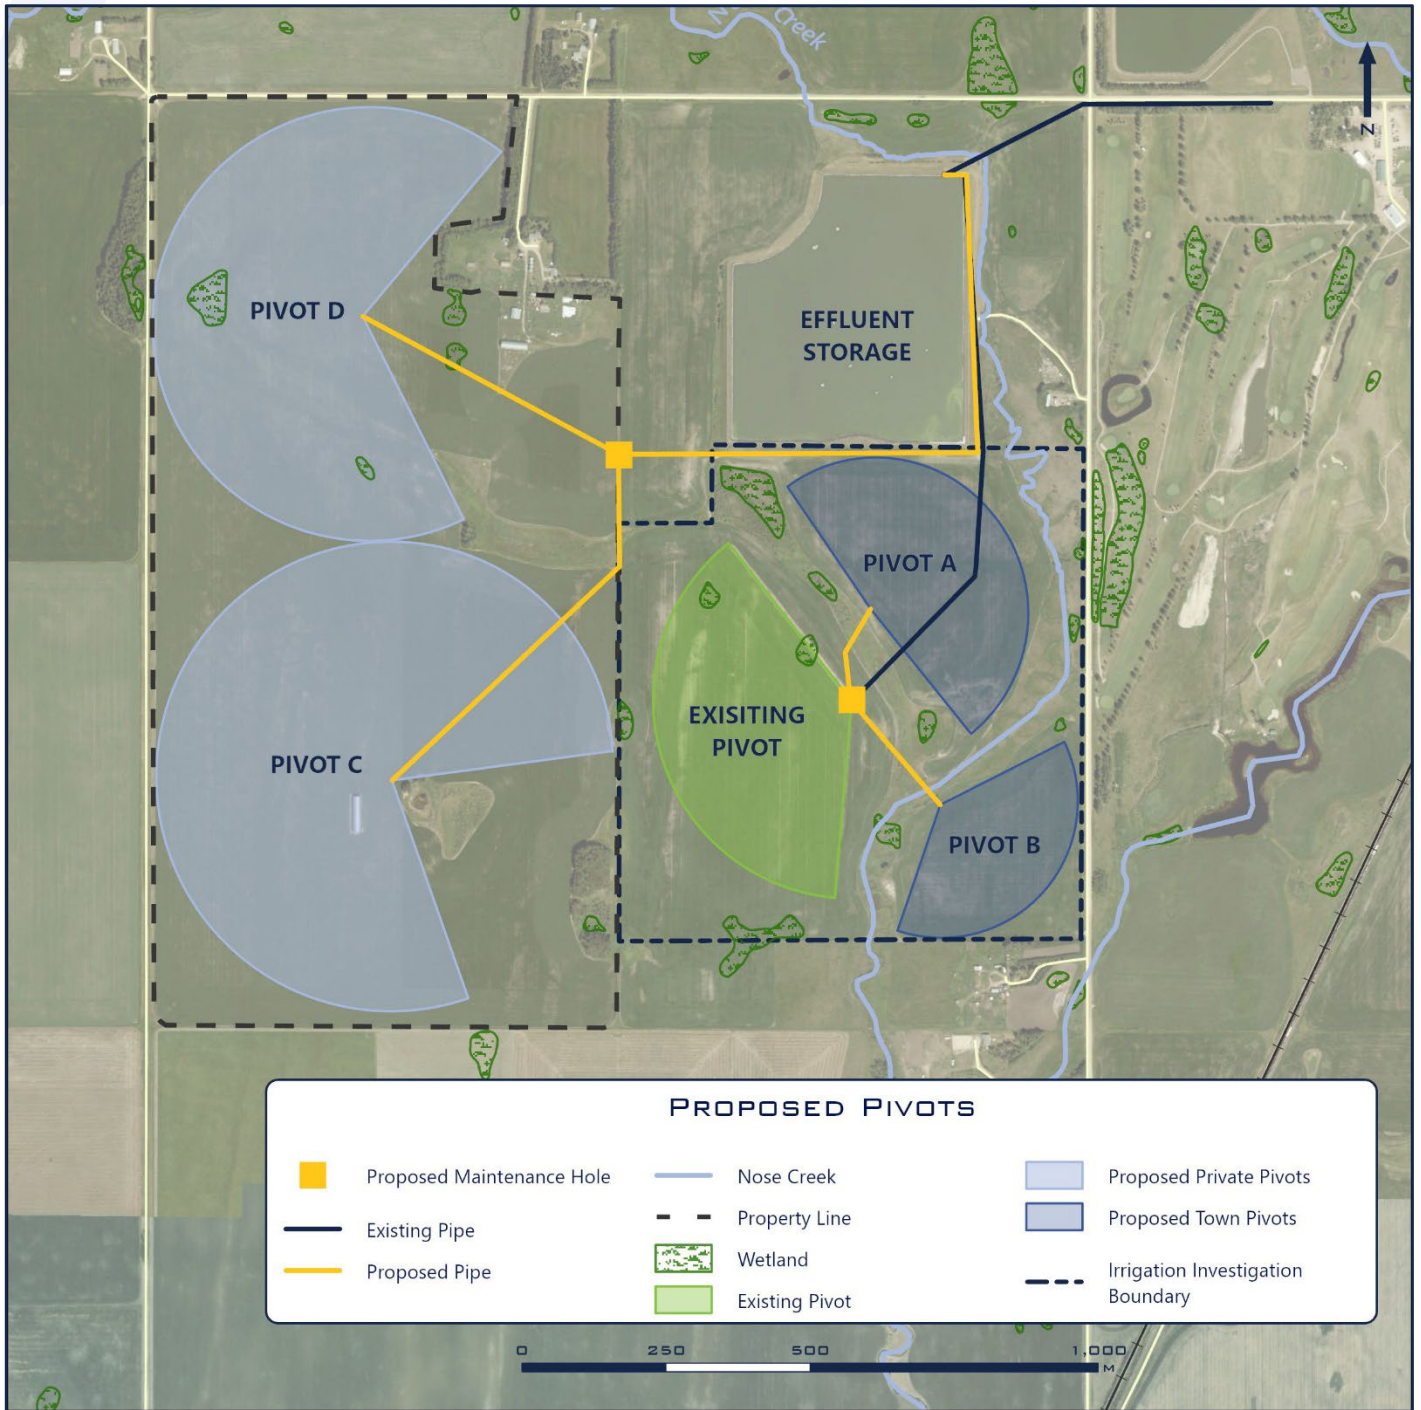 Creek
N
PIVOT D
EFFLUENT
STORAGE
PIVOT A
EXISITING
PIVOT
PIVOT C
PIVOT B
PROPOSED PIVOTS
Proposed Maintenance Hole
Existing Pipe
Proposed Pipe
Nose Creek
Property Line
Wetland
Existing Pivot
Proposed Private Pivots
Proposed Town Pivots
Irrigation Investigation
Boundary
0 250 500 1,000
M